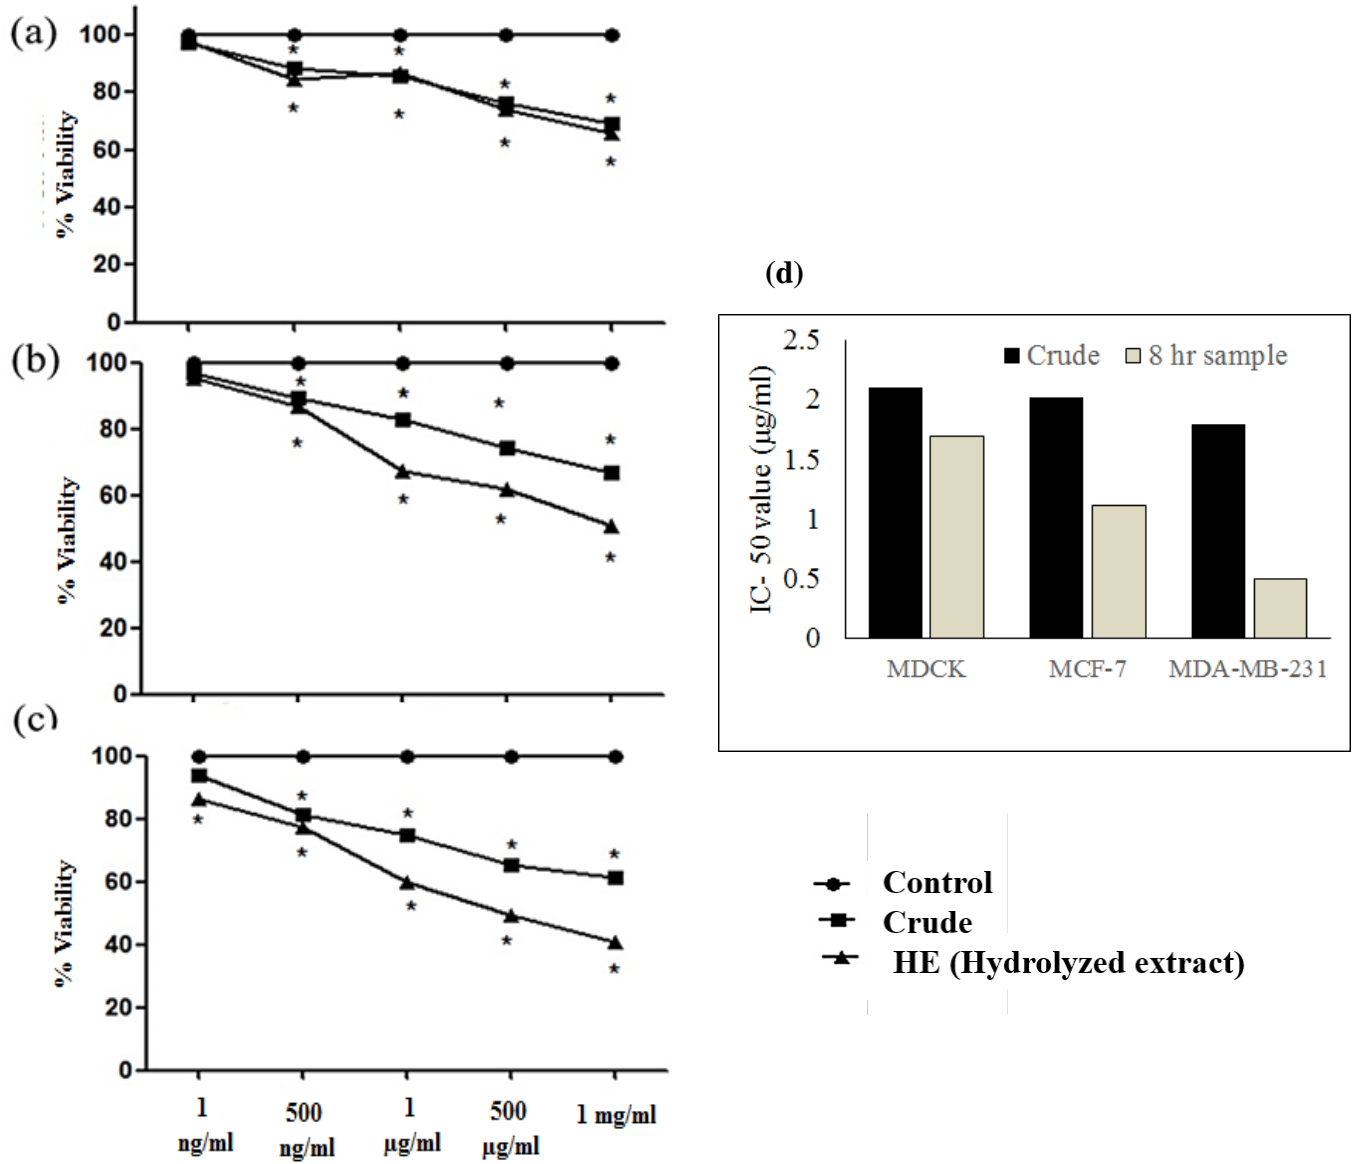 (a)
100
80
60
40
20
0
% Viability
* * * *
* * * *
(b)
100
80
60
40
20
0
% Viability
* * * *
* * * *
(c)
100
80
60
40
20
0
% Viability
* * * *
* * * * *
1 ng/ml
500 ng/ml
1 µg/ml
500 µg/ml
1 mg/ml
(d)
2.5
2
1.5
1
0.5
0
IC- 50 value (µg/ml)
Crude
8 hr sample
MDCK
MCF-7
MDA-MB-231
Control
Crude
HE (Hydrolyzed extract)